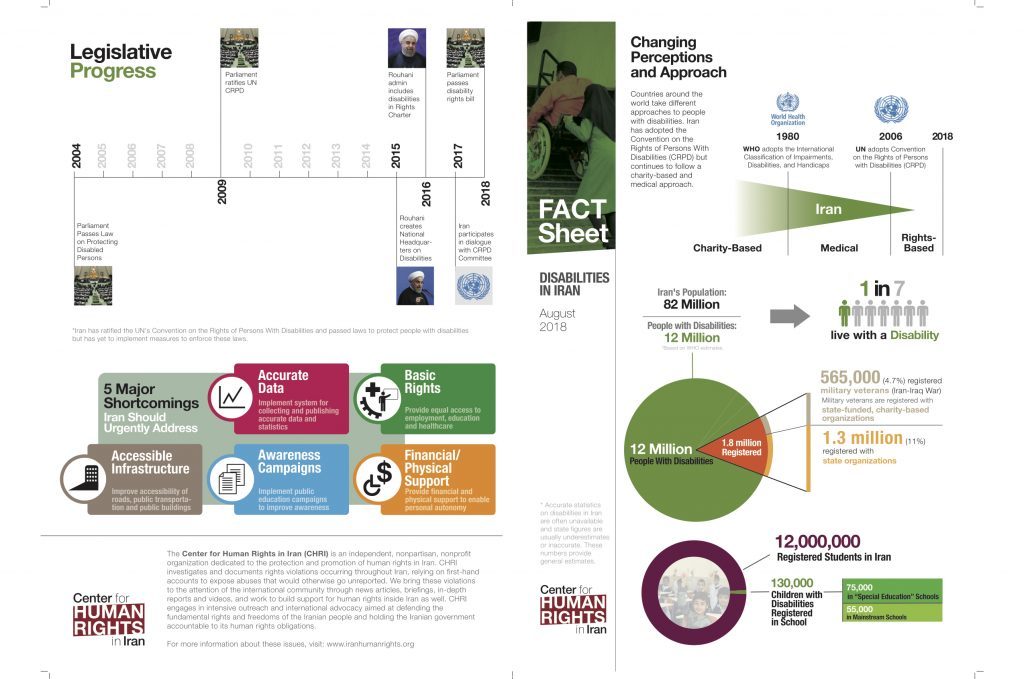 Legislative
Progress
Parliament
ratifies UN
CRPD
Rouhani
admin
includes
disabilities
in Rights
Charter
Parliament
passes
disability
rights bill
2004
2005
2006
2007
2008
2009
2010
2011
2012
2013
2014
2015
2016
2017
2018
Parliament
Passes Law
on Protecting
Disabled
Persons
Rouhani
creates
National
Headquar-
ters on
Disabilities
Iran
participates
in dialogue
with CRPD
Committee
*Iran has ratified the UN's Convention on the Rights of Persons With Disabilities and passed laws to protect people with disabilities
but has yet to implement measures to enforce these laws.
5 Major
Shortcomings
Iran Should
Urgently Address
Accurate
Data
Implement system for
collecting and publishing
accurate data and
statistics
Basic
Rights
Provide equal access to
employment, education
and healthcare
Accessible
Infrastructure
Improve accessibility of
roads, public transporta-
tion and public buildings
Awareness
Campaigns
Implement public
education campaigns
to improve awareness
Financial/
Physical
Support
Provide financial and
physical support to enable
personal autonomy
Center for
HUMAN
RIGHTS
in Iran
The Center for Human Rights in Iran (CHRI) is an independent, nonpartisan, nonprofit
organization dedicated to the protection and promotion of human rights in Iran. CHRI
investigates and documents rights violations occurring throughout Iran, relying on first-hand
accounts to expose abuses that would otherwise go unreported. We bring these violations
to the attention of the international community through news articles, briefings, in-depth
reports and videos, and work to build support for human rights inside Iran as well. CHRI
engages in intensive outreach and international advocacy aimed at defending the
fundamental rights and freedoms of the Iranian people and holding the Iranian government
accountable to its human rights obligations.
For more information about these issues, visit: www.iranhumanrights.org
FACT
Sheet
DISABILITIES
IN IRAN
August
2018
* Accurate statistics
on disabilities in Iran
are often unavailable
and state figures are
usually underestimates
or inaccurate. These
numbers provide
general estimates.
Center for
HUMAN
RIGHTS
in Iran
Changing
Perceptions
and Approach
Countries around the
world take different
approaches to people
with disabilities. Iran
has adopted the
Convention on the
Rights of Persons With
Disabilities (CRPD) but
continues to follow a
charity-based and
medical approach.
World Health
Organization
1980
2006
2018
WHO adopts the International
Classification of Impairments,
Disabilities, and Handicaps
UN adopts Convention
on the Rights of Persons
with Disabilities (CRPD)
Iran
Charity-Based
Medical
Rights-
Based
Iran's Population:
82 Million
People with Disabilities:
12 Million
*Based on WHO estimates
1 in 7
live with a Disability
12 Million
People With Disabilities
1.8 million
Registered
565,000 (4.7%) registered
military veterans (Iran-Iraq War)
Military veterans are registered with
state-funded, charity-based
organizations
1.3 million (11%)
registered with
state organizations
12,000,000
Registered Students in Iran
130,000
Children with
Disabilities
Registered
in School
75,000
in "Special Education" Schools
55,000
in Mainstream Schools